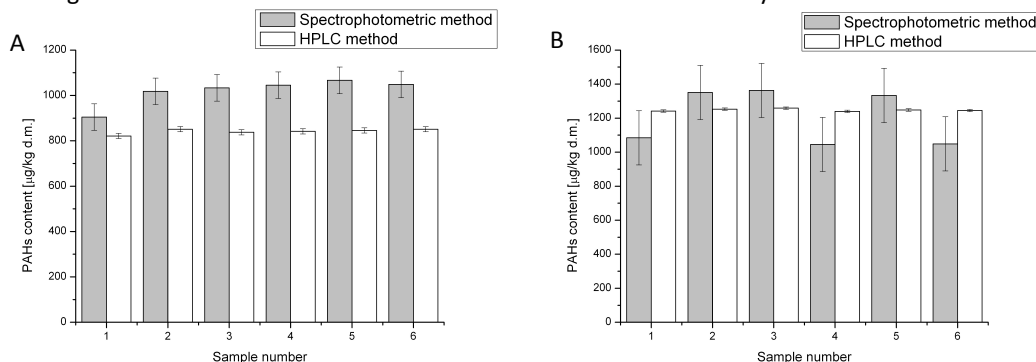 A
Spectrophotometric method
HPLC method
PAHs content [µg/kg d.m.]
1200
1000
800
600
400
200
0
1 2 3 4 5 6
Sample number
B
Spectrophotometric method
HPLC method
PAHs content [µg/kg d.m.]
1600
1400
1200
1000
800
600
400
200
0
1 2 3 4 5 6
Sample number